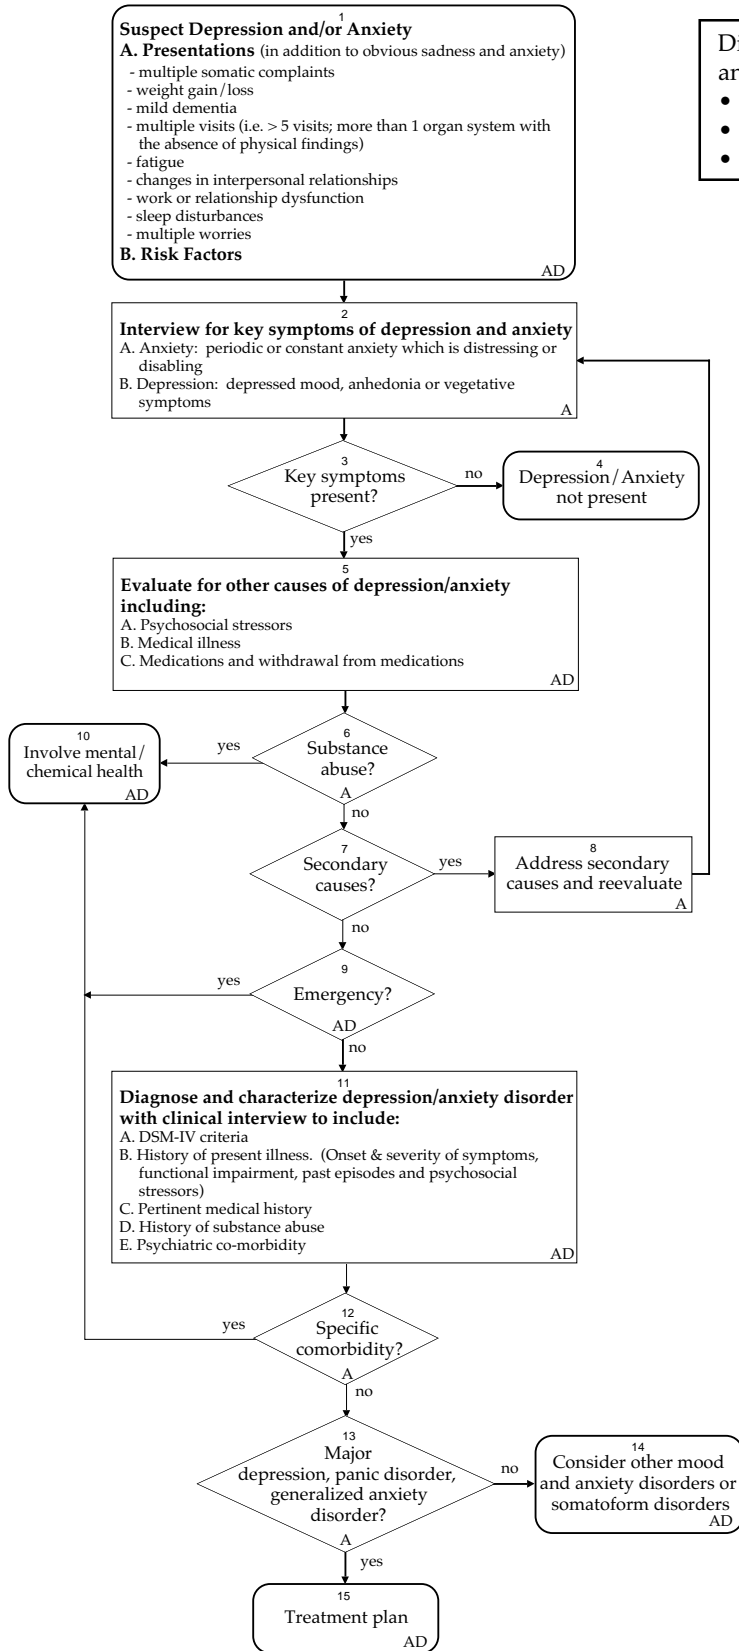 1
Suspect Depression and/or Anxiety
A. Presentations (in addition to obvious sadness and anxiety)
- multiple somatic complaints
- weight gain/loss
- mild dementia
- multiple visits (i.e. > 5 visits; more than 1 organ system with
the absence of physical findings)
- fatigue
- changes in interpersonal relationships
- work or relationship dysfunction
- sleep disturbances
- multiple worries
B. Risk Factors
AD
2
Interview for key symptoms of depression and anxiety
A. Anxiety: periodic or constant anxiety which is distressing or
disabling
B. Depression: depressed mood, anhedonia or vegetative
symptoms
A
3
Key symptoms
present?
no
4
Depression/Anxiety
not present
yes
5
Evaluate for other causes of depression/anxiety
including:
A. Psychosocial stressors
B. Medical illness
C. Medications and withdrawal from medications
AD
6
Substance
abuse?
A
yes
10
Involve mental/
chemical health
AD
no
7
Secondary
causes?
yes
8
Address secondary
causes and reevaluate
A
no
9
Emergency?
AD
yes
no
11
Diagnose and characterize depression/anxiety disorder
with clinical interview to include:
A. DSM-IV criteria
B. History of present illness. (Onset & severity of symptoms,
functional impairment, past episodes and psychosocial
stressors)
C. Pertinent medical history
D. History of substance abuse
E. Psychiatric co-morbidity
AD
12
Specific
comorbidity?
A
yes
no
13
Major
depression, panic disorder,
generalized anxiety
disorder?
A
no
14
Consider other mood
and anxiety disorders or
somatoform disorders
AD
yes
15
Treatment plan
AD